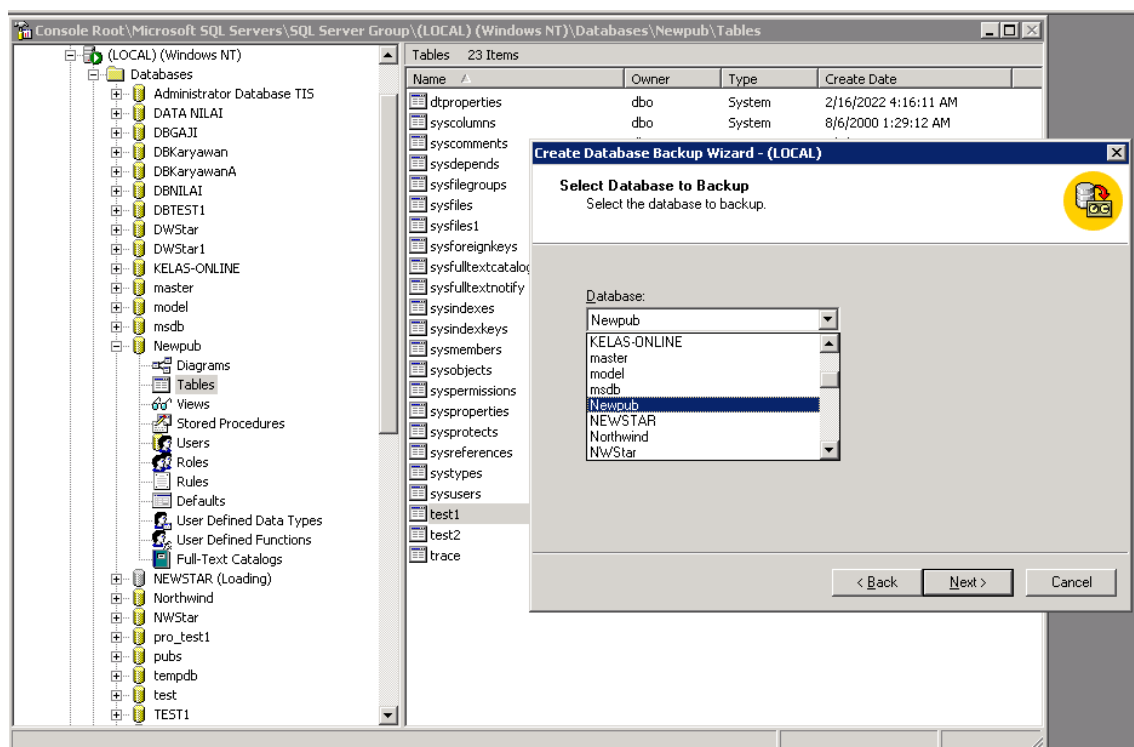 Console Root\Microsoft SQL Servers\SQL Server Group\(LOCAL) (Windows NT)\Databases\Newpub\Tables
(LOCAL) (Windows NT)
Databases
Administrator Database TIS
DATA NILAI
DBGAJI
DBKaryawan
DBKaryawanA
DBNILAI
DBTEST1
DWStar
DWStar1
KELAS-ONLINE
master
model
msdb
Newpub
Diagrams
Tables
Views
Stored Procedures
Users
Roles
Rules
Defaults
User Defined Data Types
User Defined Functions
Full-Text Catalogs
NEWSTAR (Loading)
Northwind
NWStar
pro_test1
pubs
tempdb
test
TEST1
Tables 23 Items
Name Owner Type Create Date
dtproperties dbo System 2/16/2022 4:16:11 AM
syscolumns dbo System 8/6/2000 1:29:12 AM
syscomments
sysdepends
sysfilegroups
sysfiles
sysfiles1
sysforeignkeys
sysfulltextcatalo
sysfulltextnotify
sysindexes
sysindexkeys
sysmembers
sysobjects
syspermissions
sysproperties
sysprotects
sysreferences
systypes
sysusers
test1
test2
trace
Create Database Backup Wizard - (LOCAL)
Select Database to Backup
Select the database to backup.
Database:
Newpub
KELAS-ONLINE
master
model
msdb
Newpub
NEWSTAR
Northwind
NWStar
< Back Next > Cancel